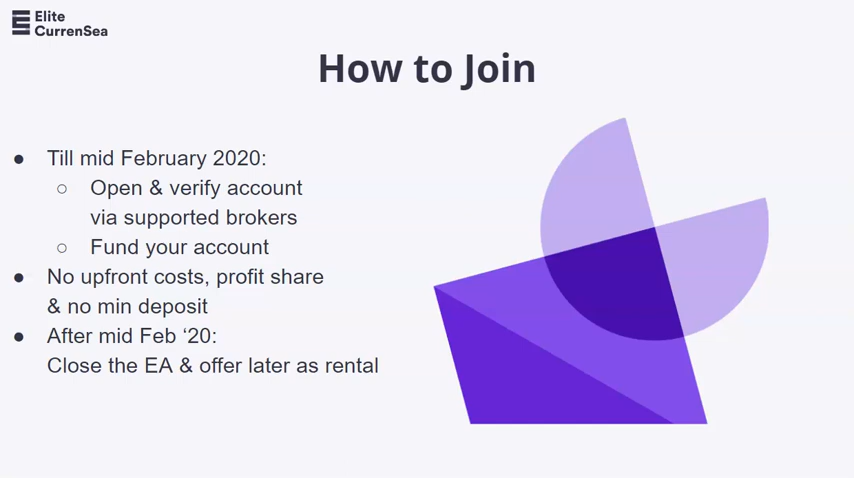 Elite
CurrenSea
How to Join
● Till mid February 2020:
○ Open & verify account
via supported brokers
○ Fund your account
● No upfront costs, profit share
& no min deposit
● After mid Feb ‘20:
Close the EA & offer later as rental